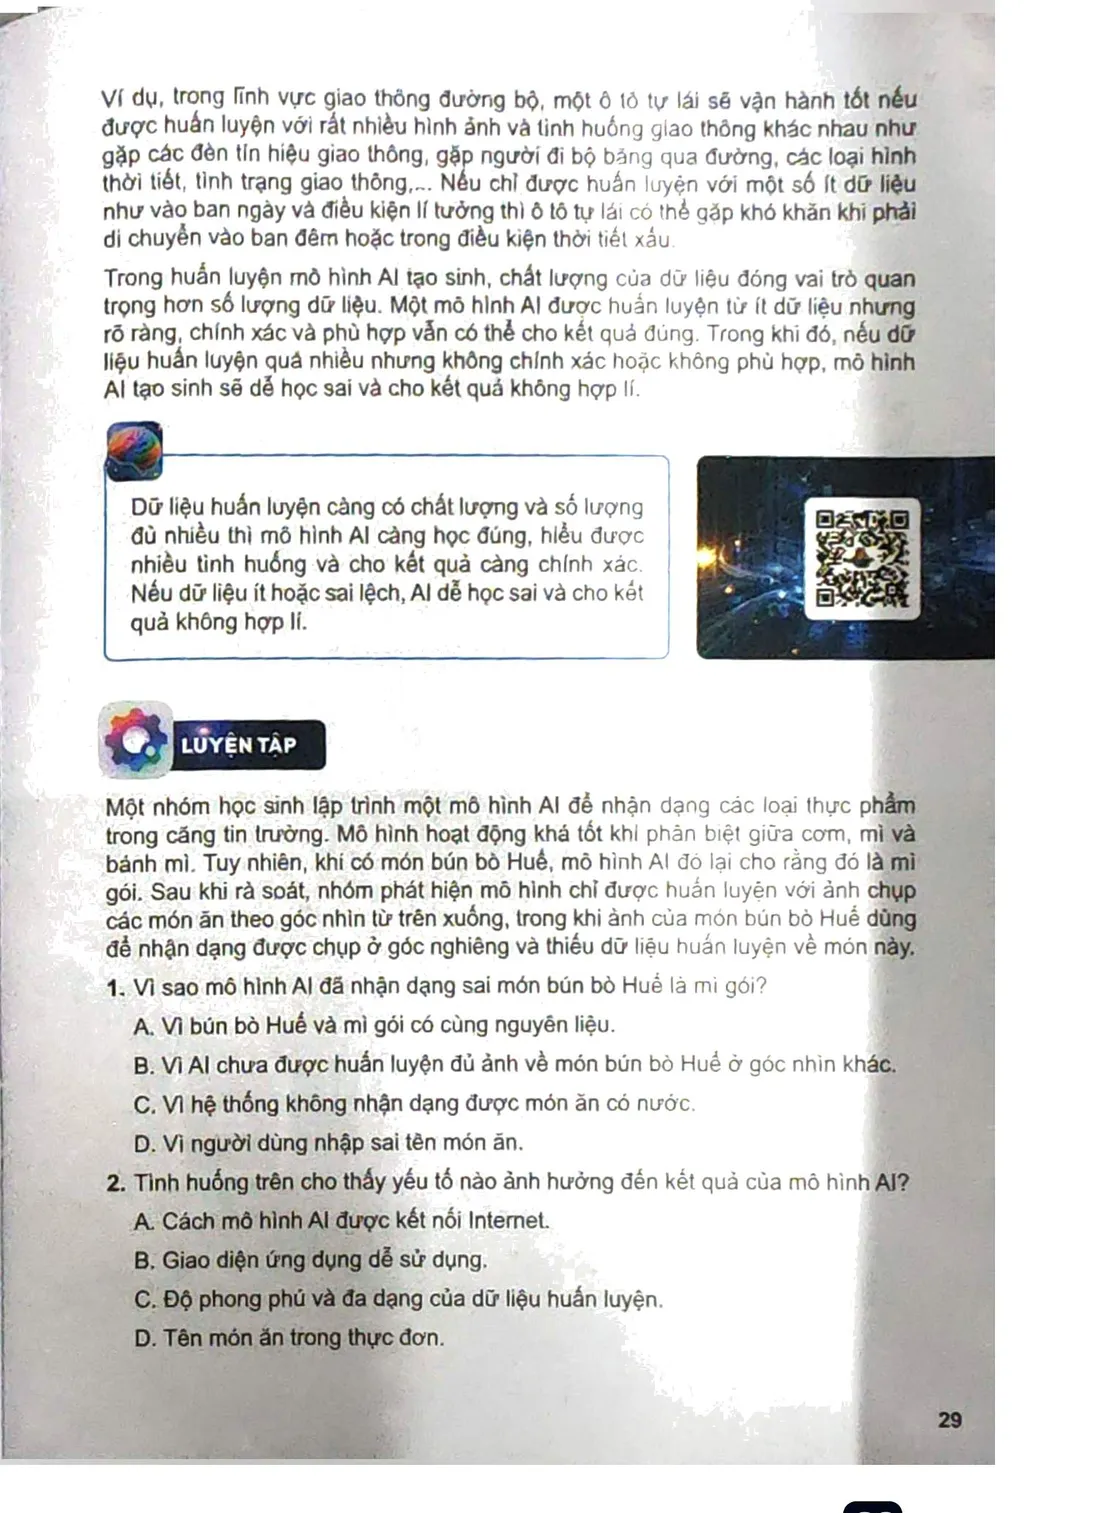 Ví dụ, trong lĩnh vực giao thông đường bộ, một ô tô tự lái sẽ vận hành tốt nếu
được huấn luyện với rất nhiều hình ảnh và tình huống giao thông khác nhau như
gặp các đèn tín hiệu giao thông, gặp người đi bộ băng qua đường, các loại hình
thời tiết, tình trạng giao thông,... Nếu chỉ được huấn luyện với một số ít dữ liệu
như vào ban ngày và điều kiện lí tưởng thì ô tô tự lái có thể gặp khó khăn khi phải
di chuyển vào ban đêm hoặc trong điều kiện thời tiết xấu.
Trong huấn luyện mô hình AI tạo sinh, chất lượng của dữ liệu đóng vai trò quan
trọng hơn số lượng dữ liệu. Một mô hình AI được huấn luyện từ ít dữ liệu nhưng
rõ ràng, chính xác và phù hợp vẫn có thể cho kết quả đúng. Trong khi đó, nếu dữ
liệu huấn luyện quá nhiều nhưng không chính xác hoặc không phù hợp, mô hình
AI tạo sinh sẽ dễ học sai và cho kết quả không hợp lí.
Dữ liệu huấn luyện càng có chất lượng và số lượng
đủ nhiều thì mô hình AI càng học đúng, hiểu được
nhiều tình huống và cho kết quả càng chính xác.
Nếu dữ liệu ít hoặc sai lệch, AI dễ học sai và cho kết
quả không hợp lí.
LUYỆN TẬP
Một nhóm học sinh lập trình một mô hình AI để nhận dạng các loại thực phẩm
trong căng tin trường. Mô hình hoạt động khá tốt khi phân biệt giữa cơm, mì và
bánh mì. Tuy nhiên, khi có món bún bò Huế, mô hình AI đó lại cho rằng đó là mì
gói. Sau khi rà soát, nhóm phát hiện mô hình chỉ được huấn luyện với ảnh chụp
các món ăn theo góc nhìn từ trên xuống, trong khi ảnh của món bún bò Huế dùng
để nhận dạng được chụp ở góc nghiêng và thiếu dữ liệu huấn luyện về món này.
1. Vì sao mô hình AI đã nhận dạng sai món bún bò Huế là mì gói?
A. Vì bún bò Huế và mì gói có cùng nguyên liệu.
B. Vì AI chưa được huấn luyện đủ ảnh về món bún bò Huế ở góc nhìn khác.
C. Vì hệ thống không nhận dạng được món ăn có nước.
D. Vì người dùng nhập sai tên món ăn.
2. Tình huống trên cho thấy yếu tố nào ảnh hưởng đến kết quả của mô hình AI?
A. Cách mô hình AI được kết nối Internet.
B. Giao diện ứng dụng dễ sử dụng.
C. Độ phong phú và đa dạng của dữ liệu huấn luyện.
D. Tên món ăn trong thực đơn.
29